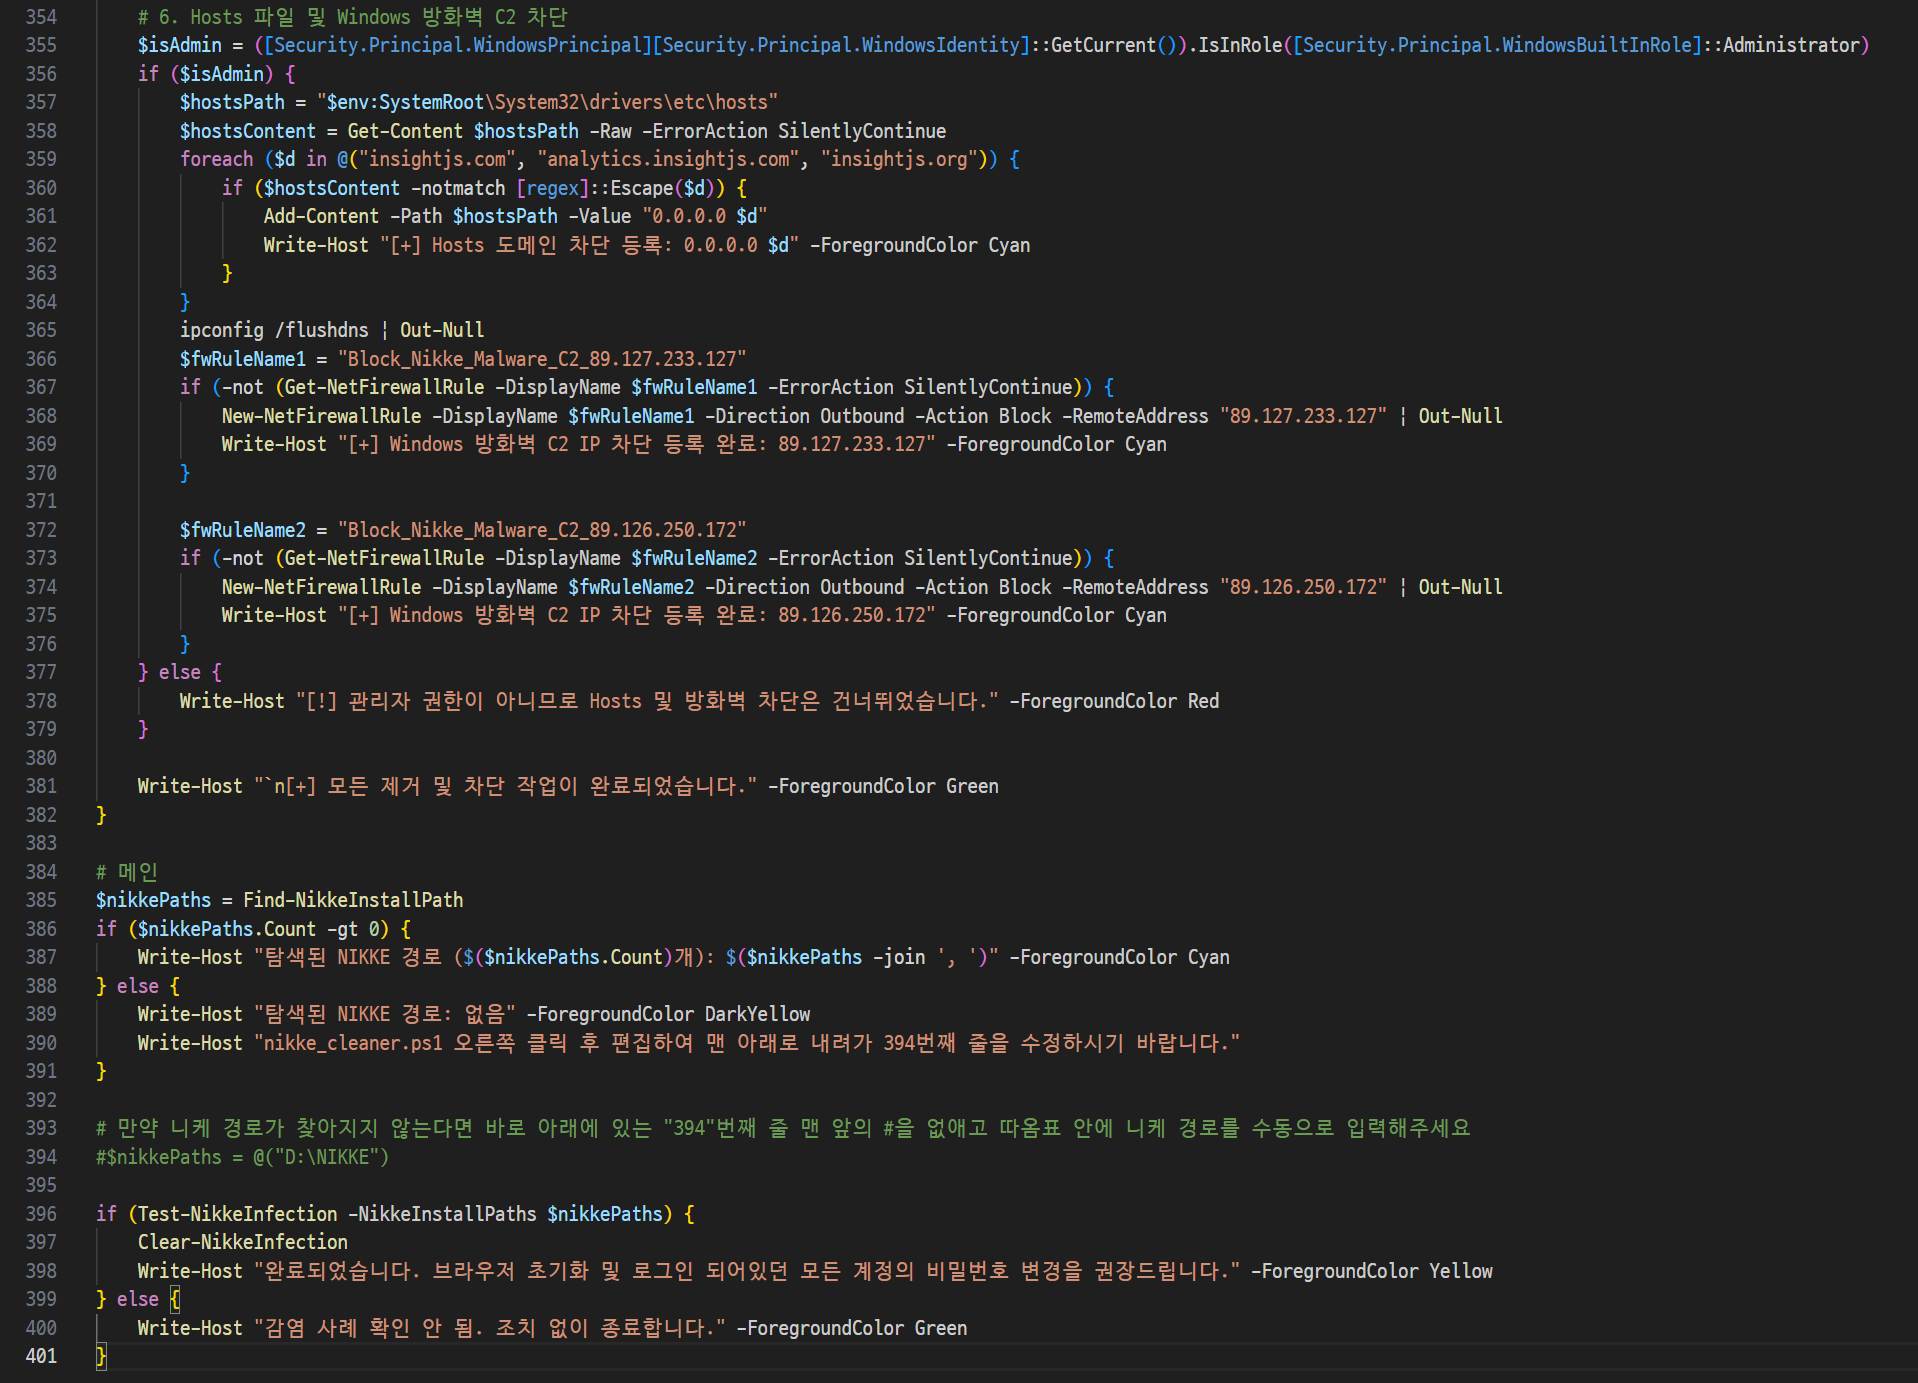 354 # 6. Hosts 파일 및 Windows 방화벽 C2 차단
355 $isAdmin = ([Security.Principal.WindowsPrincipal][Security.Principal.WindowsIdentity]::GetCurrent()).IsInRole([Security.Principal.WindowsBuiltInRole]::Administrator)
356 if ($isAdmin) {
357 $hostsPath = "$env:SystemRoot\System32\drivers\etc\hosts"
358 $hostsContent = Get-Content $hostsPath -Raw -ErrorAction SilentlyContinue
359 foreach ($d in @("insightjs.com", "analytics.insightjs.com", "insightjs.org")) {
360 if ($hostsContent -notmatch [regex]::Escape($d)) {
361 Add-Content -Path $hostsPath -Value "0.0.0.0 $d"
362 Write-Host "[+] Hosts 도메인 차단 등록: 0.0.0.0 $d" -ForegroundColor Cyan
363 }
364 }
365 ipconfig /flushdns | Out-Null
366 $fwRuleName1 = "Block_Nikke_Malware_C2_89.127.233.127"
367 if (-not (Get-NetFirewallRule -DisplayName $fwRuleName1 -ErrorAction SilentlyContinue)) {
368 New-NetFirewallRule -DisplayName $fwRuleName1 -Direction Outbound -Action Block -RemoteAddress "89.127.233.127" | Out-Null
369 Write-Host "[+] Windows 방화벽 C2 IP 차단 등록 완료: 89.127.233.127" -ForegroundColor Cyan
370 }
371
372 $fwRuleName2 = "Block_Nikke_Malware_C2_89.126.250.172"
373 if (-not (Get-NetFirewallRule -DisplayName $fwRuleName2 -ErrorAction SilentlyContinue)) {
374 New-NetFirewallRule -DisplayName $fwRuleName2 -Direction Outbound -Action Block -RemoteAddress "89.126.250.172" | Out-Null
375 Write-Host "[+] Windows 방화벽 C2 IP 차단 등록 완료: 89.126.250.172" -ForegroundColor Cyan
376 }
377 } else {
378 Write-Host "[!] 관리자 권한이 아니므로 Hosts 및 방화벽 차단은 건너뛰었습니다." -ForegroundColor Red
379 }
380
381 Write-Host "`n[+] 모든 제거 및 차단 작업이 완료되었습니다." -ForegroundColor Green
382 }
383
384 # 메인
385 $nikkePaths = Find-NikkeInstallPath
386 if ($nikkePaths.Count -gt 0) {
387 Write-Host "탐색된 NIKKE 경로 ($($nikkePaths.Count)개): $($nikkePaths -join ', ')" -ForegroundColor Cyan
388 } else {
389 Write-Host "탐색된 NIKKE 경로: 없음" -ForegroundColor DarkYellow
390 Write-Host "nikke_cleaner.ps1 오른쪽 클릭 후 편집하여 맨 아래로 내려가 394번째 줄을 수정하시기 바랍니다."
391 }
392
393 # 만약 니케 경로가 찾아지지 않는다면 바로 아래에 있는 "394"번째 줄 맨 앞의 #을 없애고 따옴표 안에 니케 경로를 수동으로 입력해주세요
394 #$nikkePaths = @("D:\NIKKE")
395
396 if (Test-NikkeInfection -NikkeInstallPaths $nikkePaths) {
397 Clear-NikkeInfection
398 Write-Host "완료되었습니다. 브라우저 초기화 및 로그인 되어있던 모든 계정의 비밀번호 변경을 권장드립니다." -ForegroundColor Yellow
399 } else {
400 Write-Host "감염 사례 확인 안 됨. 조치 없이 종료합니다." -ForegroundColor Green
401 }